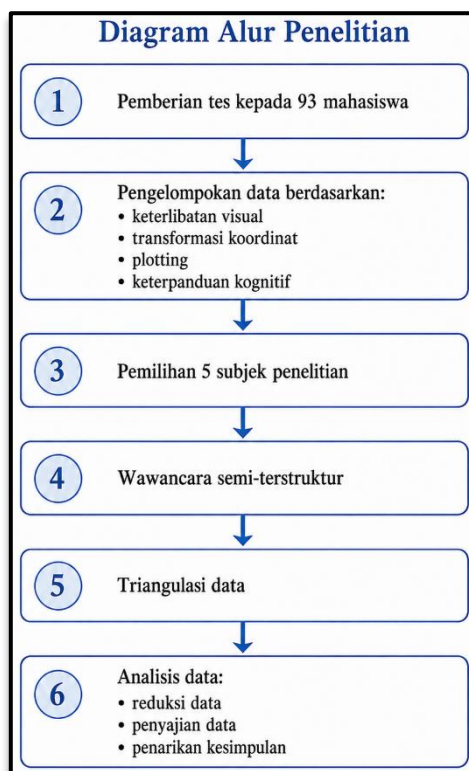 Diagram Alur Penelitian
1
Pemberian tes kepada 93 mahasiswa
2
Pengelompokan data berdasarkan:
• keterlibatan visual
• transformasi koordinat
• plotting
• keterpanduan kognitif
3
Pemilihan 5 subjek penelitian
4
Wawancara semi-terstruktur
5
Triangulasi data
6
Analisis data:
• reduksi data
• penyajian data
• penarikan kesimpulan